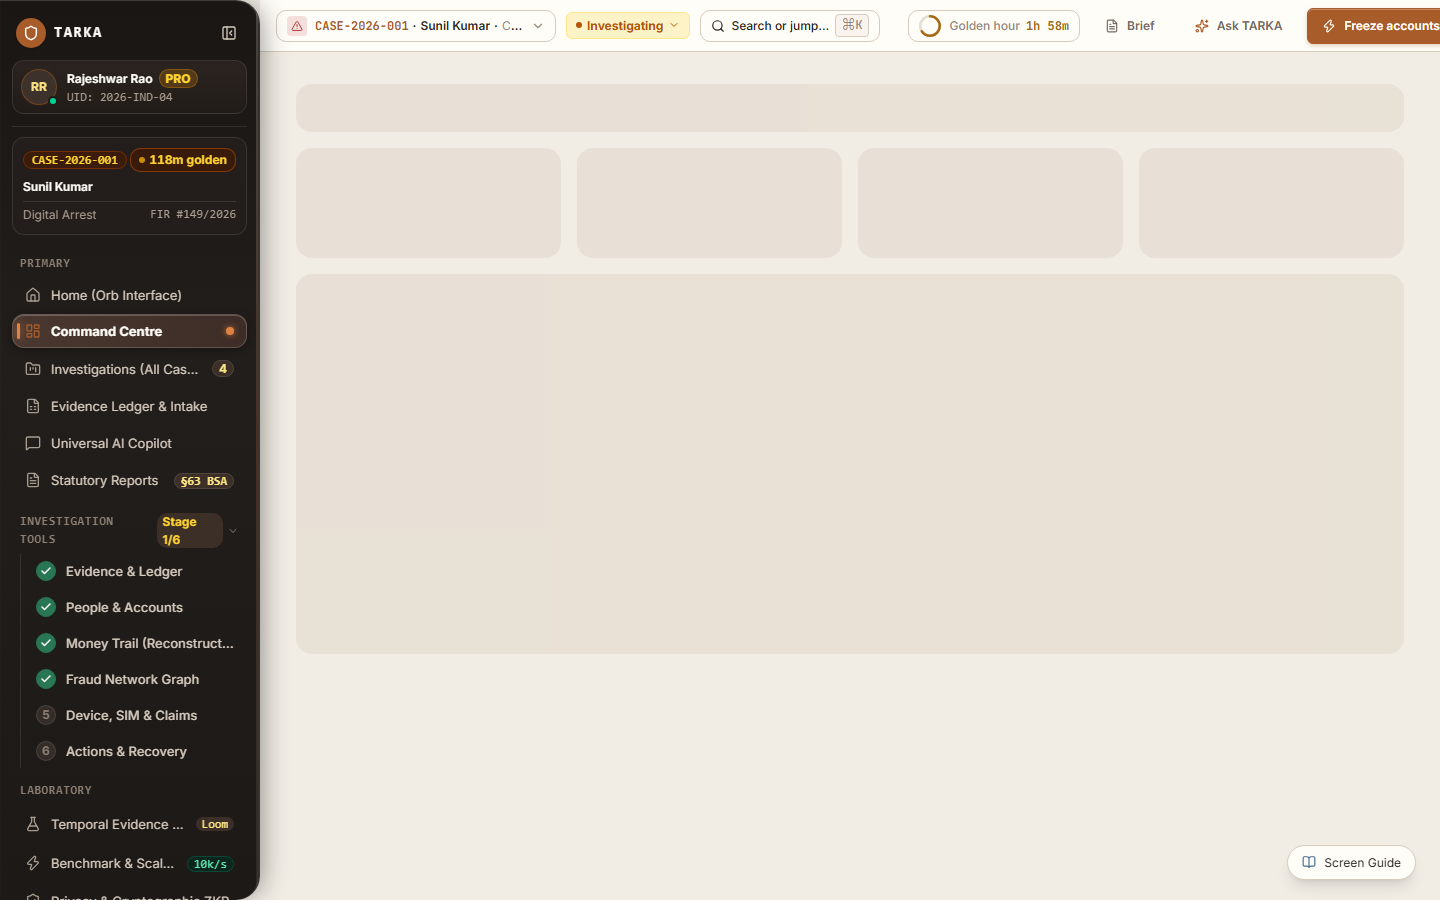 TARKA
Rajeshwar Rao PRO
RR
UID: 2026-IND-04
CASE-2026-001 118m golden
Sunil Kumar
Digital Arrest FIR #149/2026
PRIMARY
Home (Orb Interface)
Command Centre
Investigations (All Cas... 4
Evidence Ledger & Intake
Universal AI Copilot
Statutory Reports §63 BSA
INVESTIGATION TOOLS
Stage 1/6
Evidence & Ledger
People & Accounts
Money Trail (Reconstruct...
Fraud Network Graph
5 Device, SIM & Claims
6 Actions & Recovery
LABORATORY
Temporal Evidence ... Loom
Benchmark & Scal... 10k/s
CASE-2026-001 · Sunil Kumar · C... Investigating Search or jump... ⌘K Golden hour 1h 58m Brief Ask TARKA Freeze accounts
Screen Guide